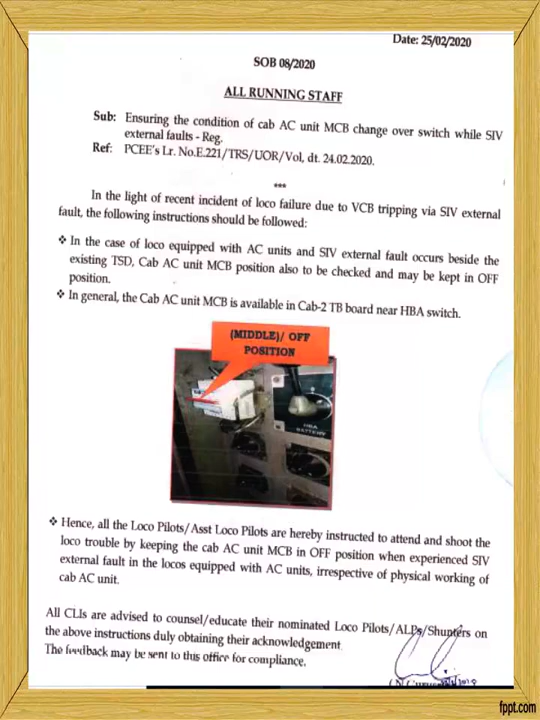 Date: 25/02/2020
SOB 08/2020
ALL RUNNING STAFF
Sub: Ensuring the condition of cab AC unit MCB change over switch while SIV
external faults - Reg.
Ref: PCEE's Lr. No.E.221/TRS/UOR/Vol, dt. 24.02.2020.
***
In the light of recent incident of loco failure due to VCB tripping via SIV external
fault, the following instructions should be followed:
❖ In the case of loco equipped with AC units and SIV external fault occurs beside the
existing TSD, Cab AC unit MCB position also to be checked and may be kept in OFF
position.
❖ In general, the Cab AC unit MCB is available in Cab-2 TB board near HBA switch.
(MIDDLE)/ OFF
POSITION
HBA
BATTERY
❖ Hence, all the Loco Pilots/Asst Loco Pilots are hereby instructed to attend and shoot the
loco trouble by keeping the cab AC unit MCB in OFF position when experienced SIV
external fault in the locos equipped with AC units, irrespective of physical working of
cab AC unit.
All CLIs are advised to counsel/educate their nominated Loco Pilots/ALPs/Shunters on
the above instructions duly obtaining their acknowledgement.
The feedback may be sent to this office for compliance.
fppt.com